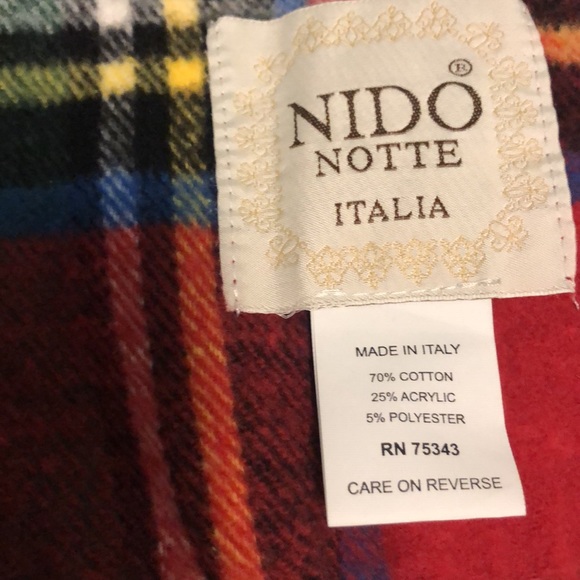 NIDO®
NOTTE
ITALIA
MADE IN ITALY
70% COTTON
25% ACRYLIC
5% POLYESTER
RN 75343
CARE ON REVERSE